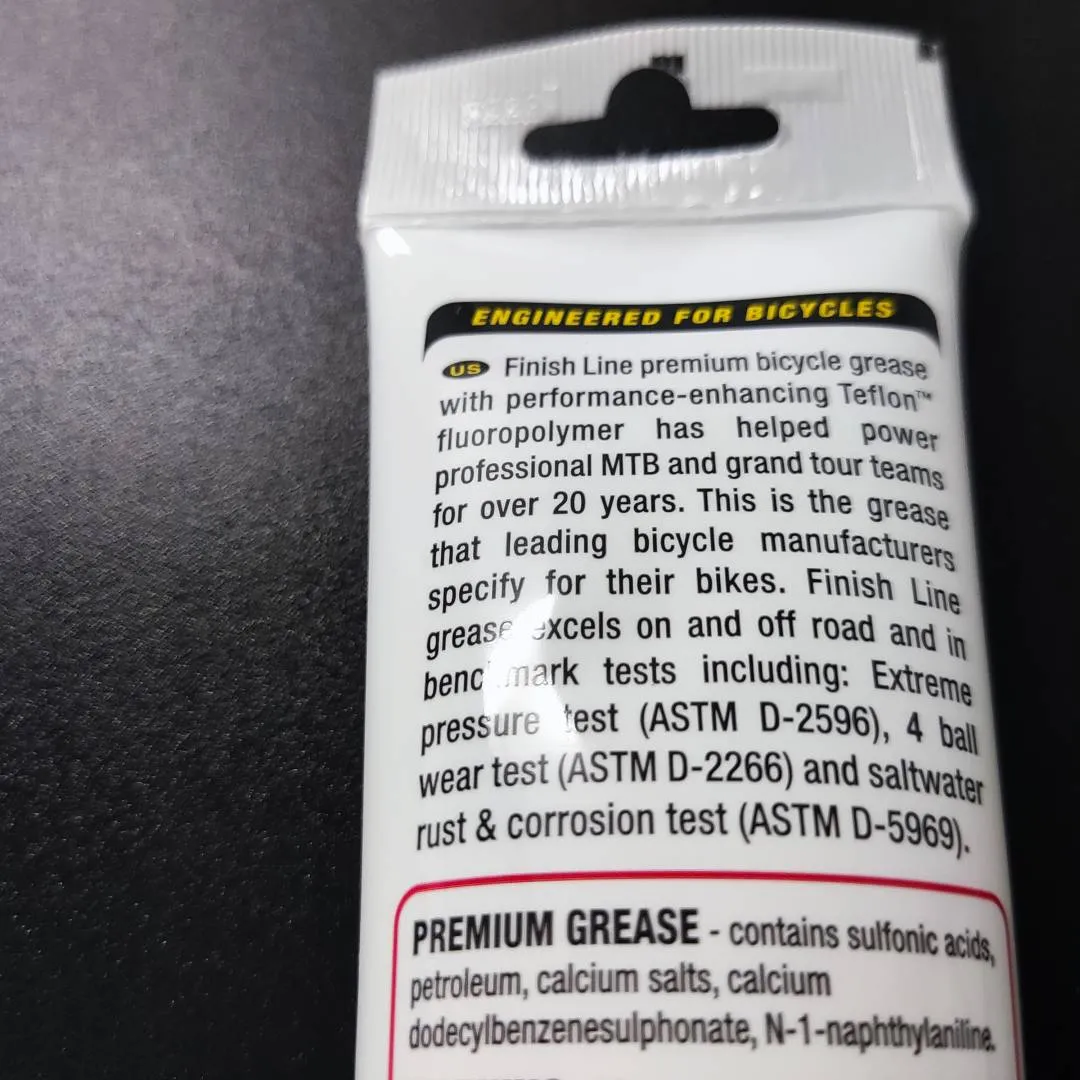 ENGINEERED FOR BICYCLES
US Finish Line premium bicycle grease
with performance-enhancing Teflon™
fluoropolymer has helped power
professional MTB and grand tour teams
for over 20 years. This is the grease
that leading bicycle manufacturers
specify for their bikes. Finish Line
grease excels on and off road and in
benchmark tests including: Extreme
pressure test (ASTM D-2596), 4 ball
wear test (ASTM D-2266) and saltwater
rust & corrosion test (ASTM D-5969).
PREMIUM GREASE - contains sulfonic acids,
petroleum, calcium salts, calcium
dodecylbenzenesulphonate, N-1-naphthylaniline.